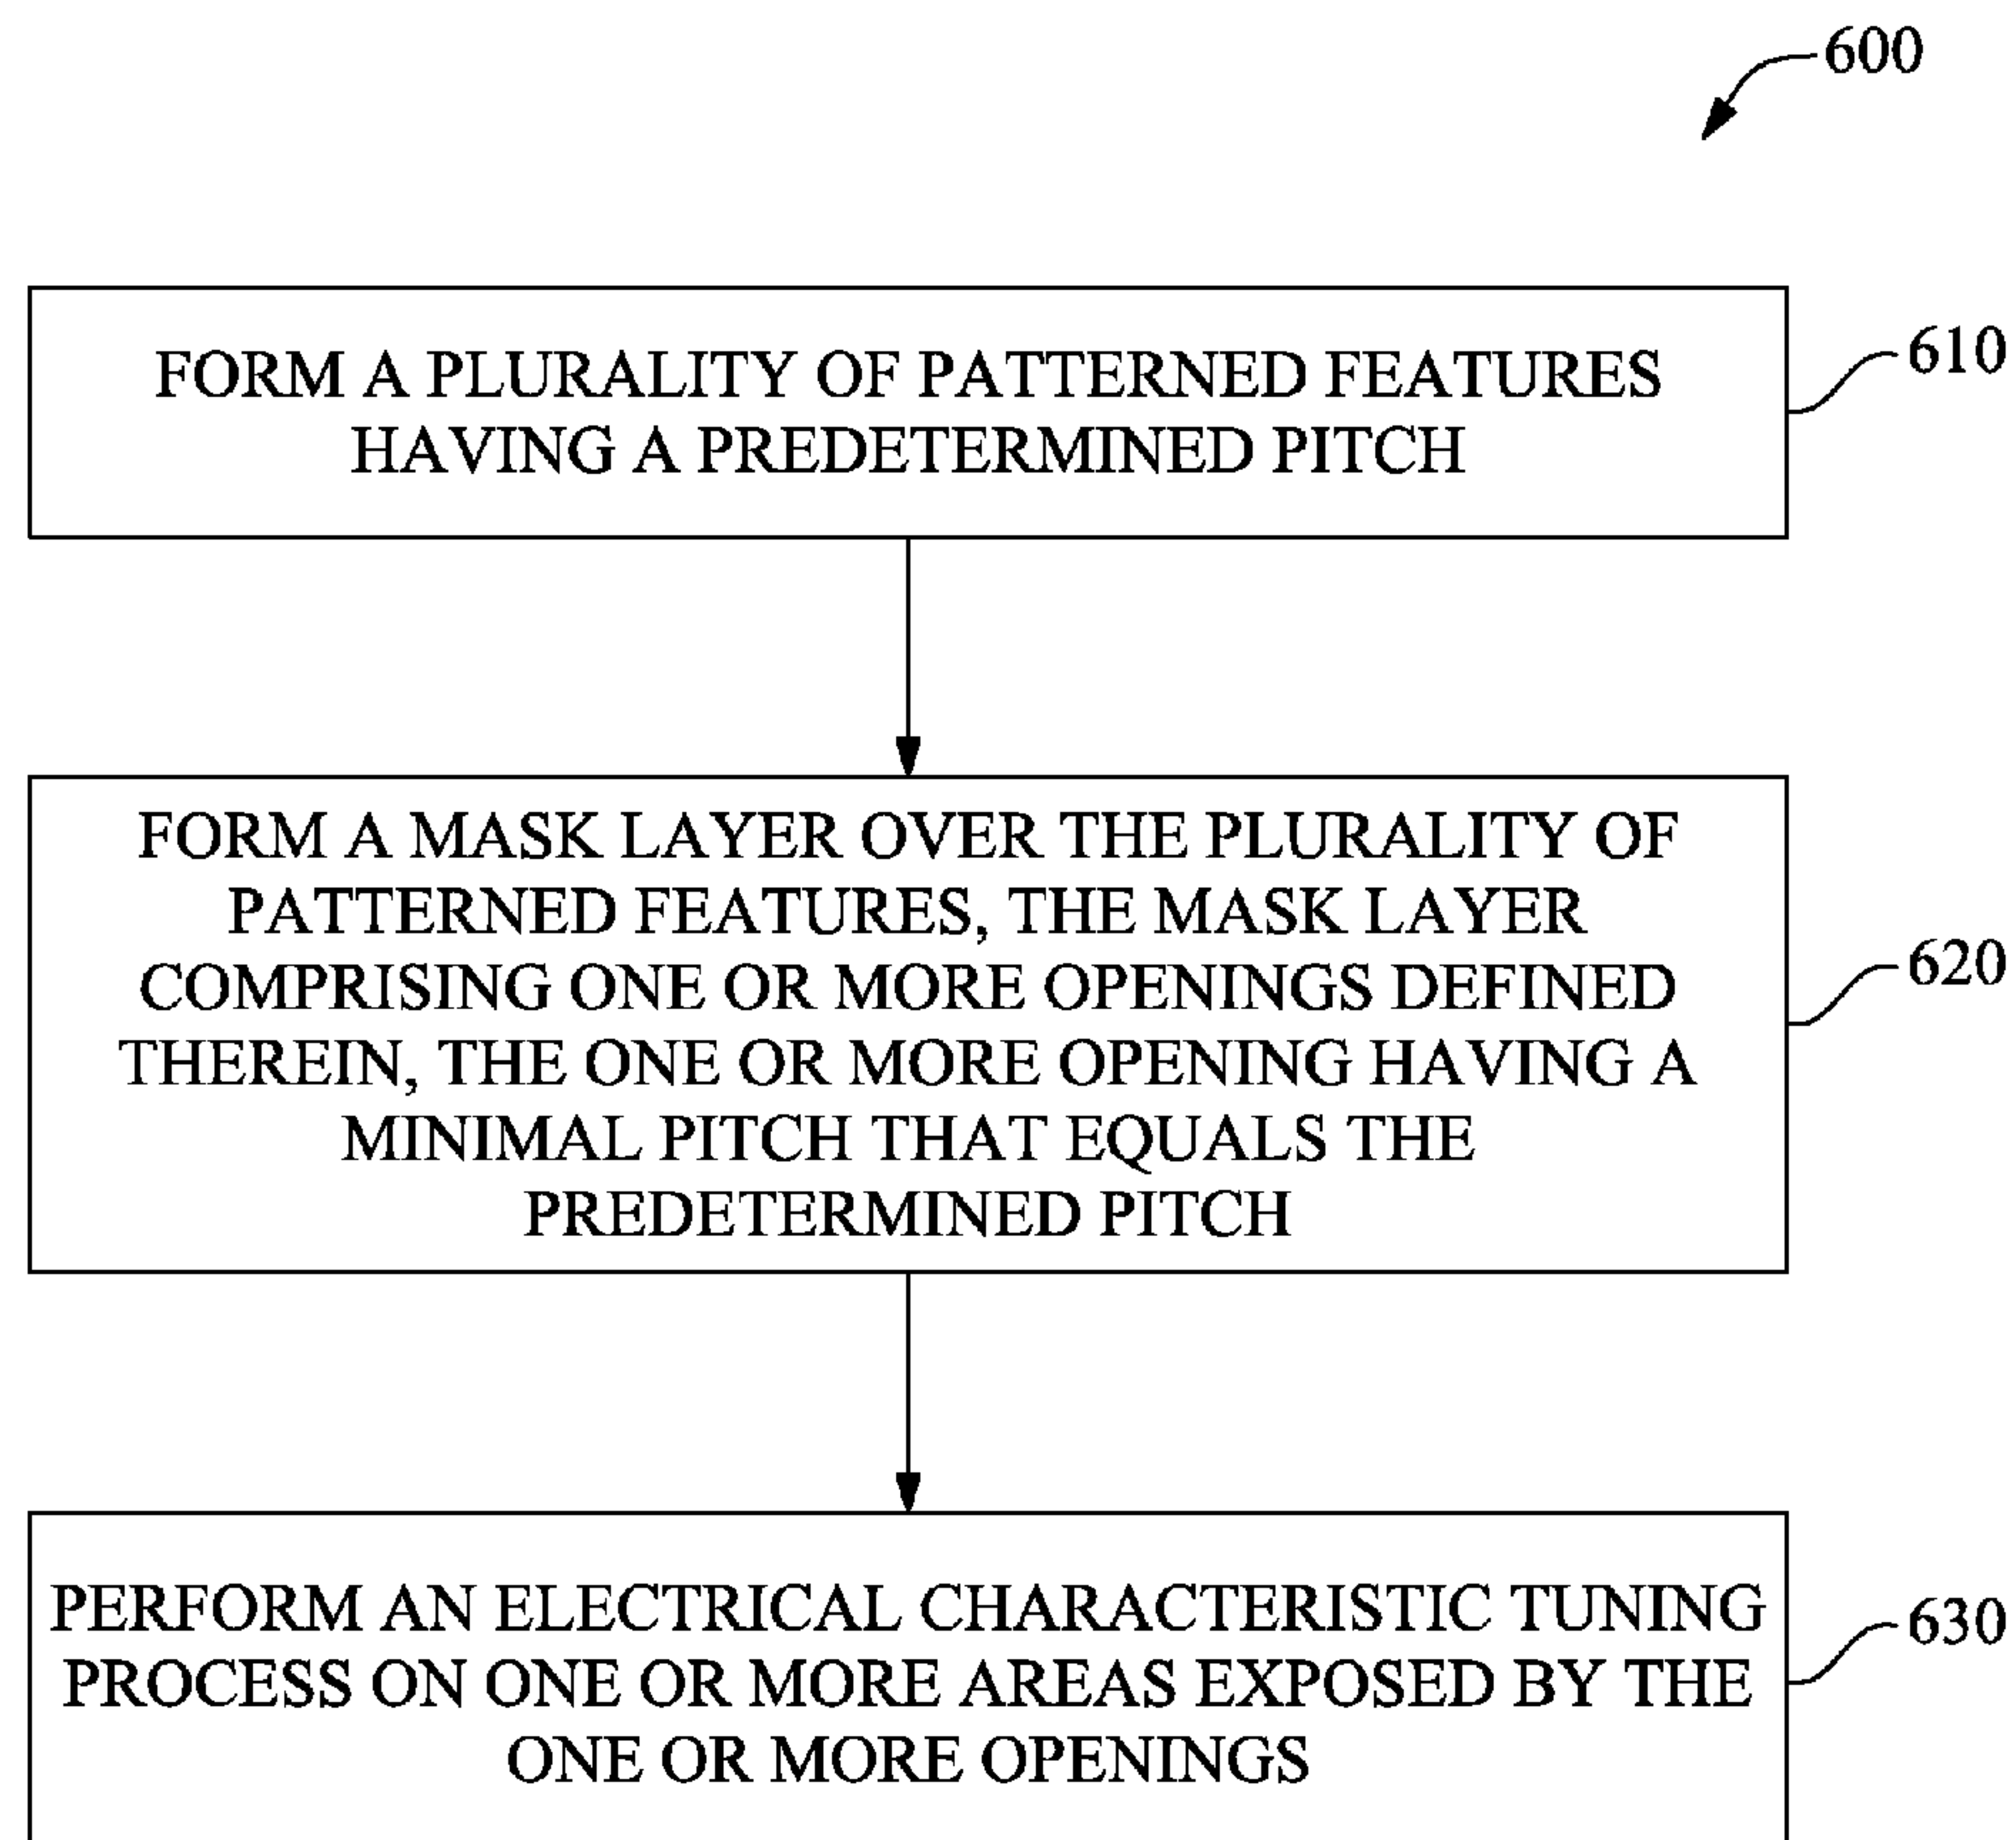 600
FORM A PLURALITY OF PATTERNED FEATURES
HAVING A PREDETERMINED PITCH
610
FORM A MASK LAYER OVER THE PLURALITY OF
PATTERNED FEATURES, THE MASK LAYER
COMPRISING ONE OR MORE OPENINGS DEFINED
THEREIN, THE ONE OR MORE OPENING HAVING A
MINIMAL PITCH THAT EQUALS THE
PREDETERMINED PITCH
620
PERFORM AN ELECTRICAL CHARACTERISTIC TUNING
PROCESS ON ONE OR MORE AREAS EXPOSED BY THE
ONE OR MORE OPENINGS
630